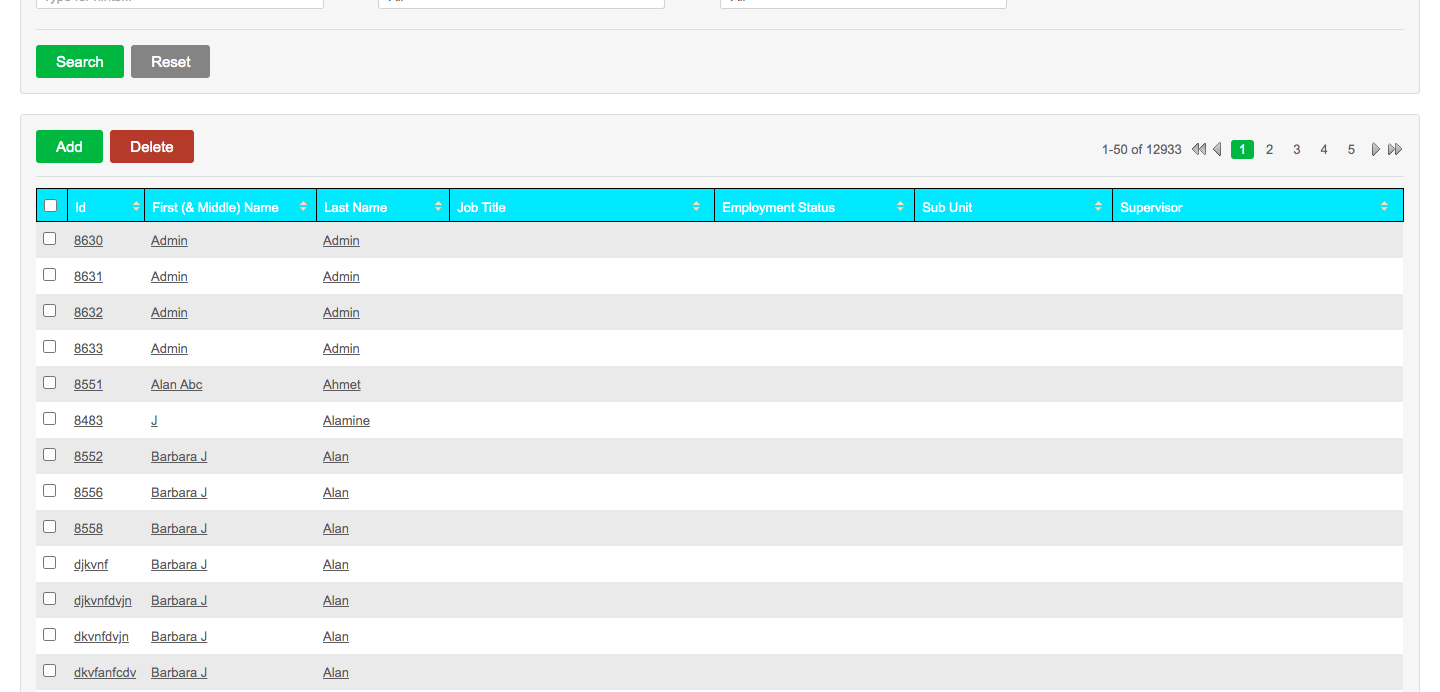 Search Reset
Add Delete 1-50 of 12933 1 2 3 4 5
Id First (& Middle) Name Last Name Job Title Employment Status Sub Unit Supervisor
8630 Admin Admin
8631 Admin Admin
8632 Admin Admin
8633 Admin Admin
8551 Alan Abc Ahmet
8483 J Alamine
8552 Barbara J Alan
8556 Barbara J Alan
8558 Barbara J Alan
djkvnf Barbara J Alan
djkvnfdvjn Barbara J Alan
dkvnfdvjn Barbara J Alan
dkvfanfcdv Barbara J Alan